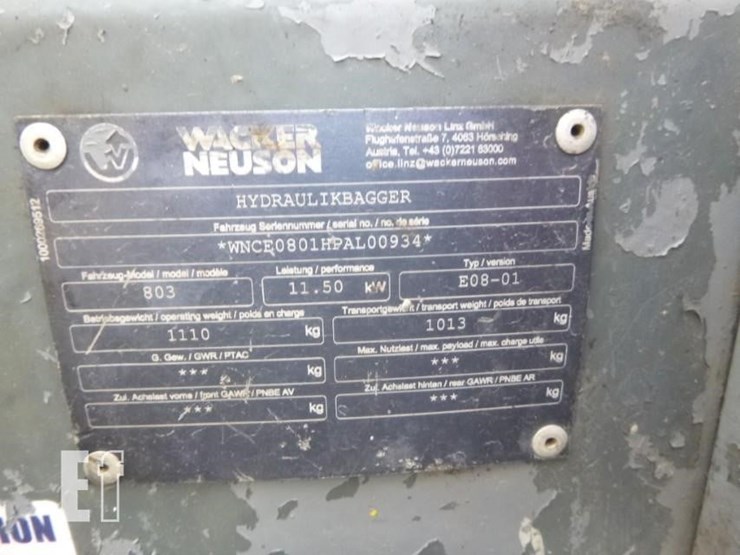 WACKER
NEUSON
Wacker Neuson Linz GmbH
Flughafenstraße 7, 4063 Hörsching
Austria, Tel. +43 (0)7221 63000
office.linz@wackerneuson.com
HYDRAULIKBAGGER
Fahrzeug Seriennummer / serial no. / no. de série
*WNCE0801HPAL00934*
Fahrzeug-Model / model / modèle
803
Leistung / performance
11.50 kW
Typ / version
E08-01
Betriebsgewicht / operating weight / poids en charge
1110 kg
Transportgewicht / transport weight / poids de transport
1013 kg
G. Gew. / GWR / PTAC
*** kg
Max. Nutzlast / max. payload / max. charge utile
*** kg
Zul. Achslast vorne / front GAWR / PNBE AV
*** kg
Zul. Achslast hinten / rear GAWR / PNBE AR
*** kg
Made in
ET
RON